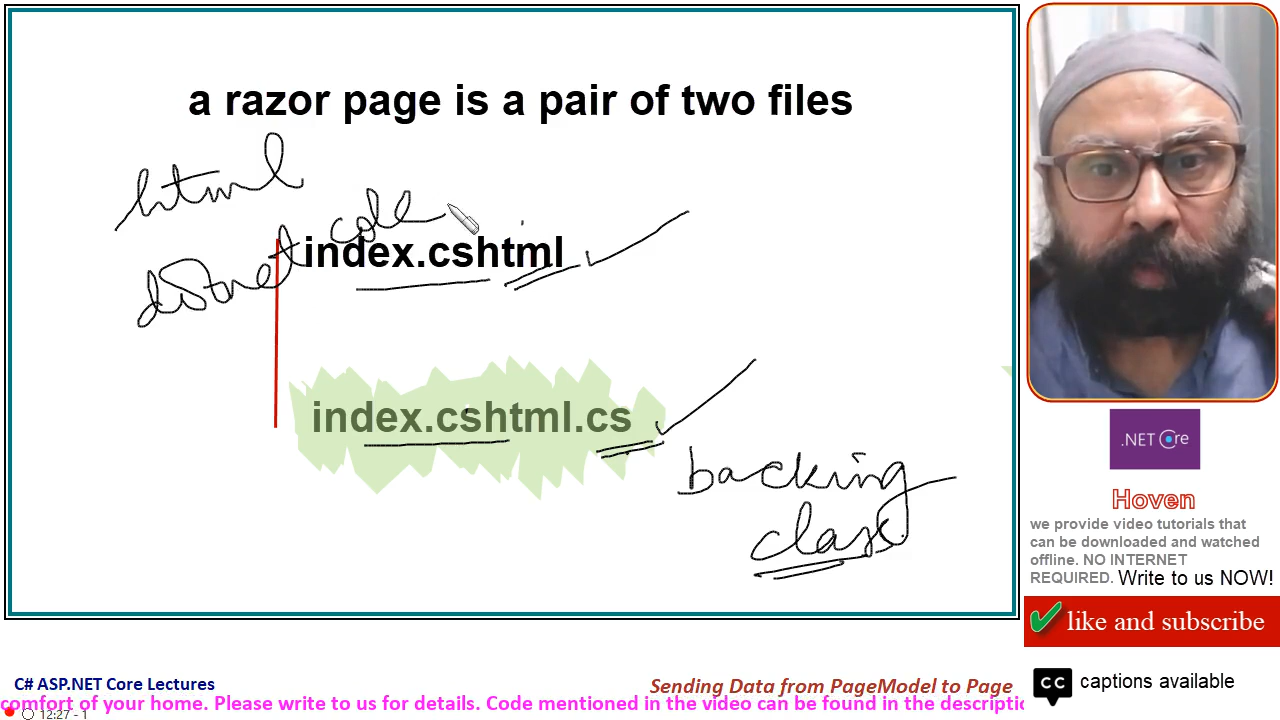 a razor page is a pair of two files
html
code
index.cshtml
dotnet
index.cshtml.cs
backing
class
.NET Core
Hoven
we provide video tutorials that
can be downloaded and watched
offline. NO INTERNET
REQUIRED. Write to us NOW!
like and subscribe
CC captions available
C# ASP.NET Core Lectures
Sending Data from PageModel to Page
comfort of your home. Please write to us for details. Code mentioned in the video can be found in the descriptio
12:27 - 1